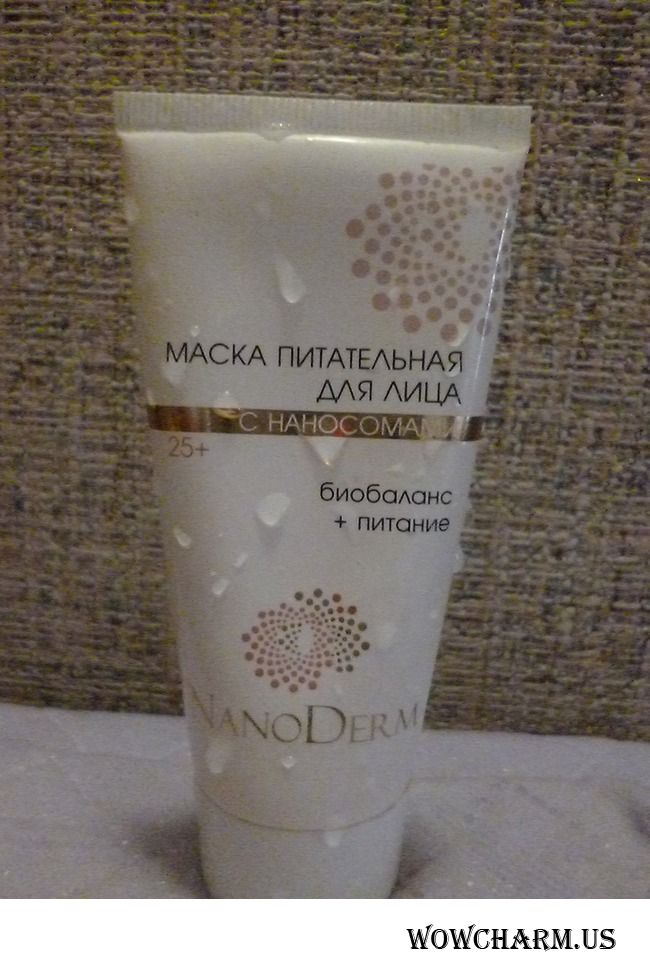 МАСКА ПИТАТЕЛЬНАЯ
ДЛЯ ЛИЦА
С НАНОСОМАМИ
25+
биобаланс
+ питание
NANODERM
WOWCHARM.US